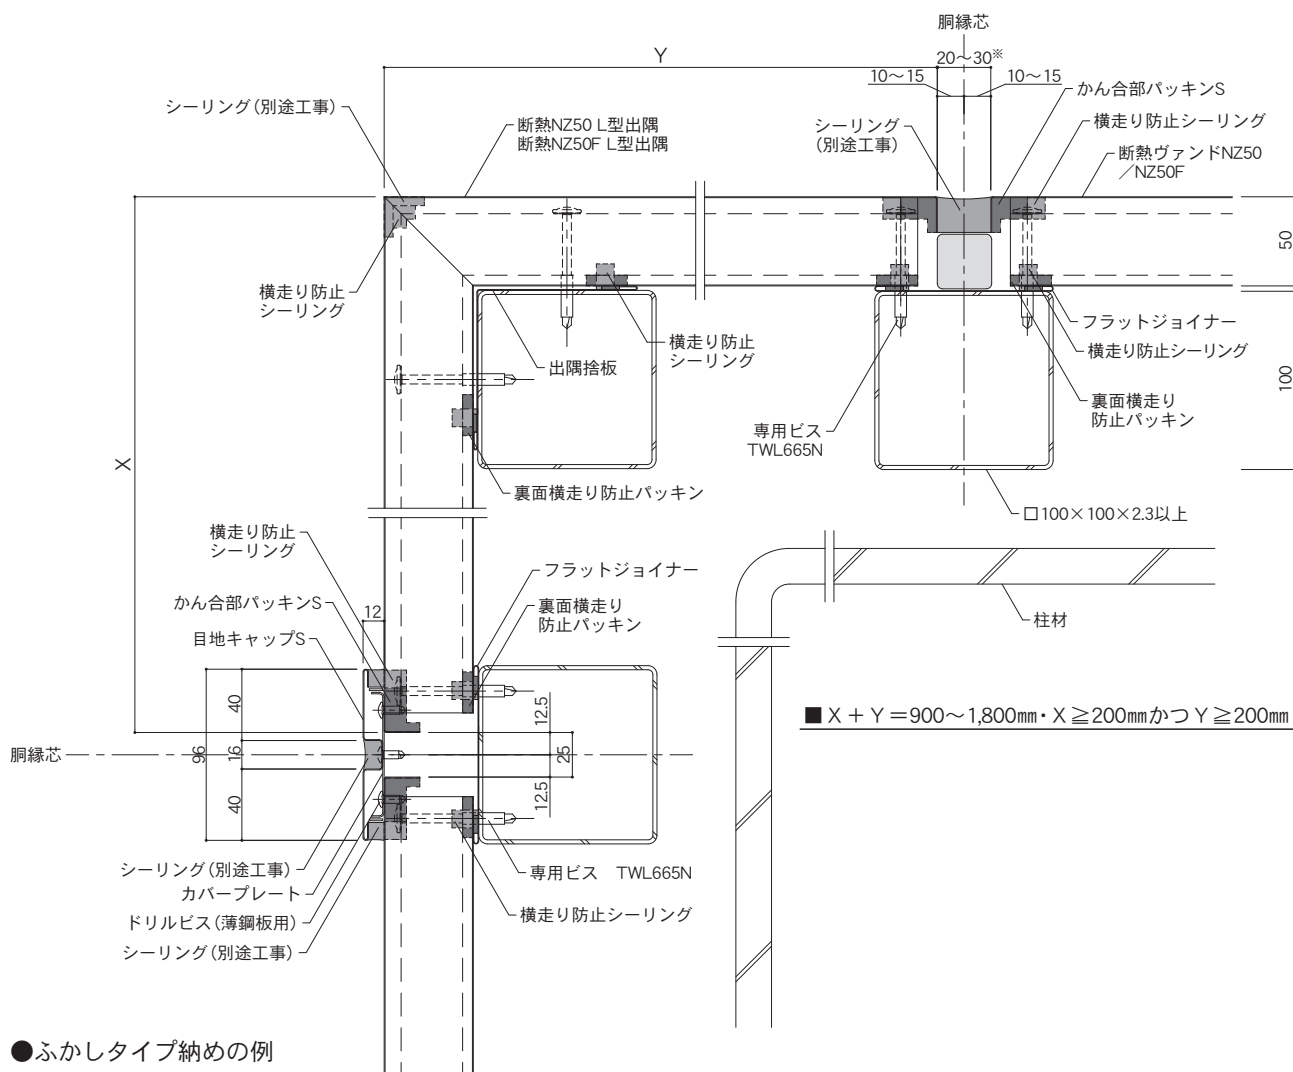 胴縁芯
Y
20～30※
10～15
10～15
シーリング(別途工事)
断熱NZ50 L型出隅
断熱NZ50F L型出隅
シーリング
(別途工事)
かん合部パッキンS
横走り防止シーリング
断熱ヴァンドNZ50
／NZ50F
50
横走り防止
シーリング
出隅捨板
横走り防止
シーリング
フラットジョイナー
横走り防止シーリング
100
裏面横走り
防止パッキン
専用ビス
TWL665N
X
裏面横走り防止パッキン
□100×100×2.3以上
横走り防止
シーリング
フラットジョイナー
かん合部パッキンS
12
裏面横走り
防止パッキン
目地キャップS
柱材
40
12.5
■X＋Y＝900～1,800㎜・X≧200㎜かつY≧200㎜
胴縁芯
96
16
25
40
12.5
シーリング(別途工事)
カバープレート
ドリルビス(薄鋼板用)
シーリング(別途工事)
専用ビス　TWL665N
横走り防止シーリング
●ふかしタイプ納めの例